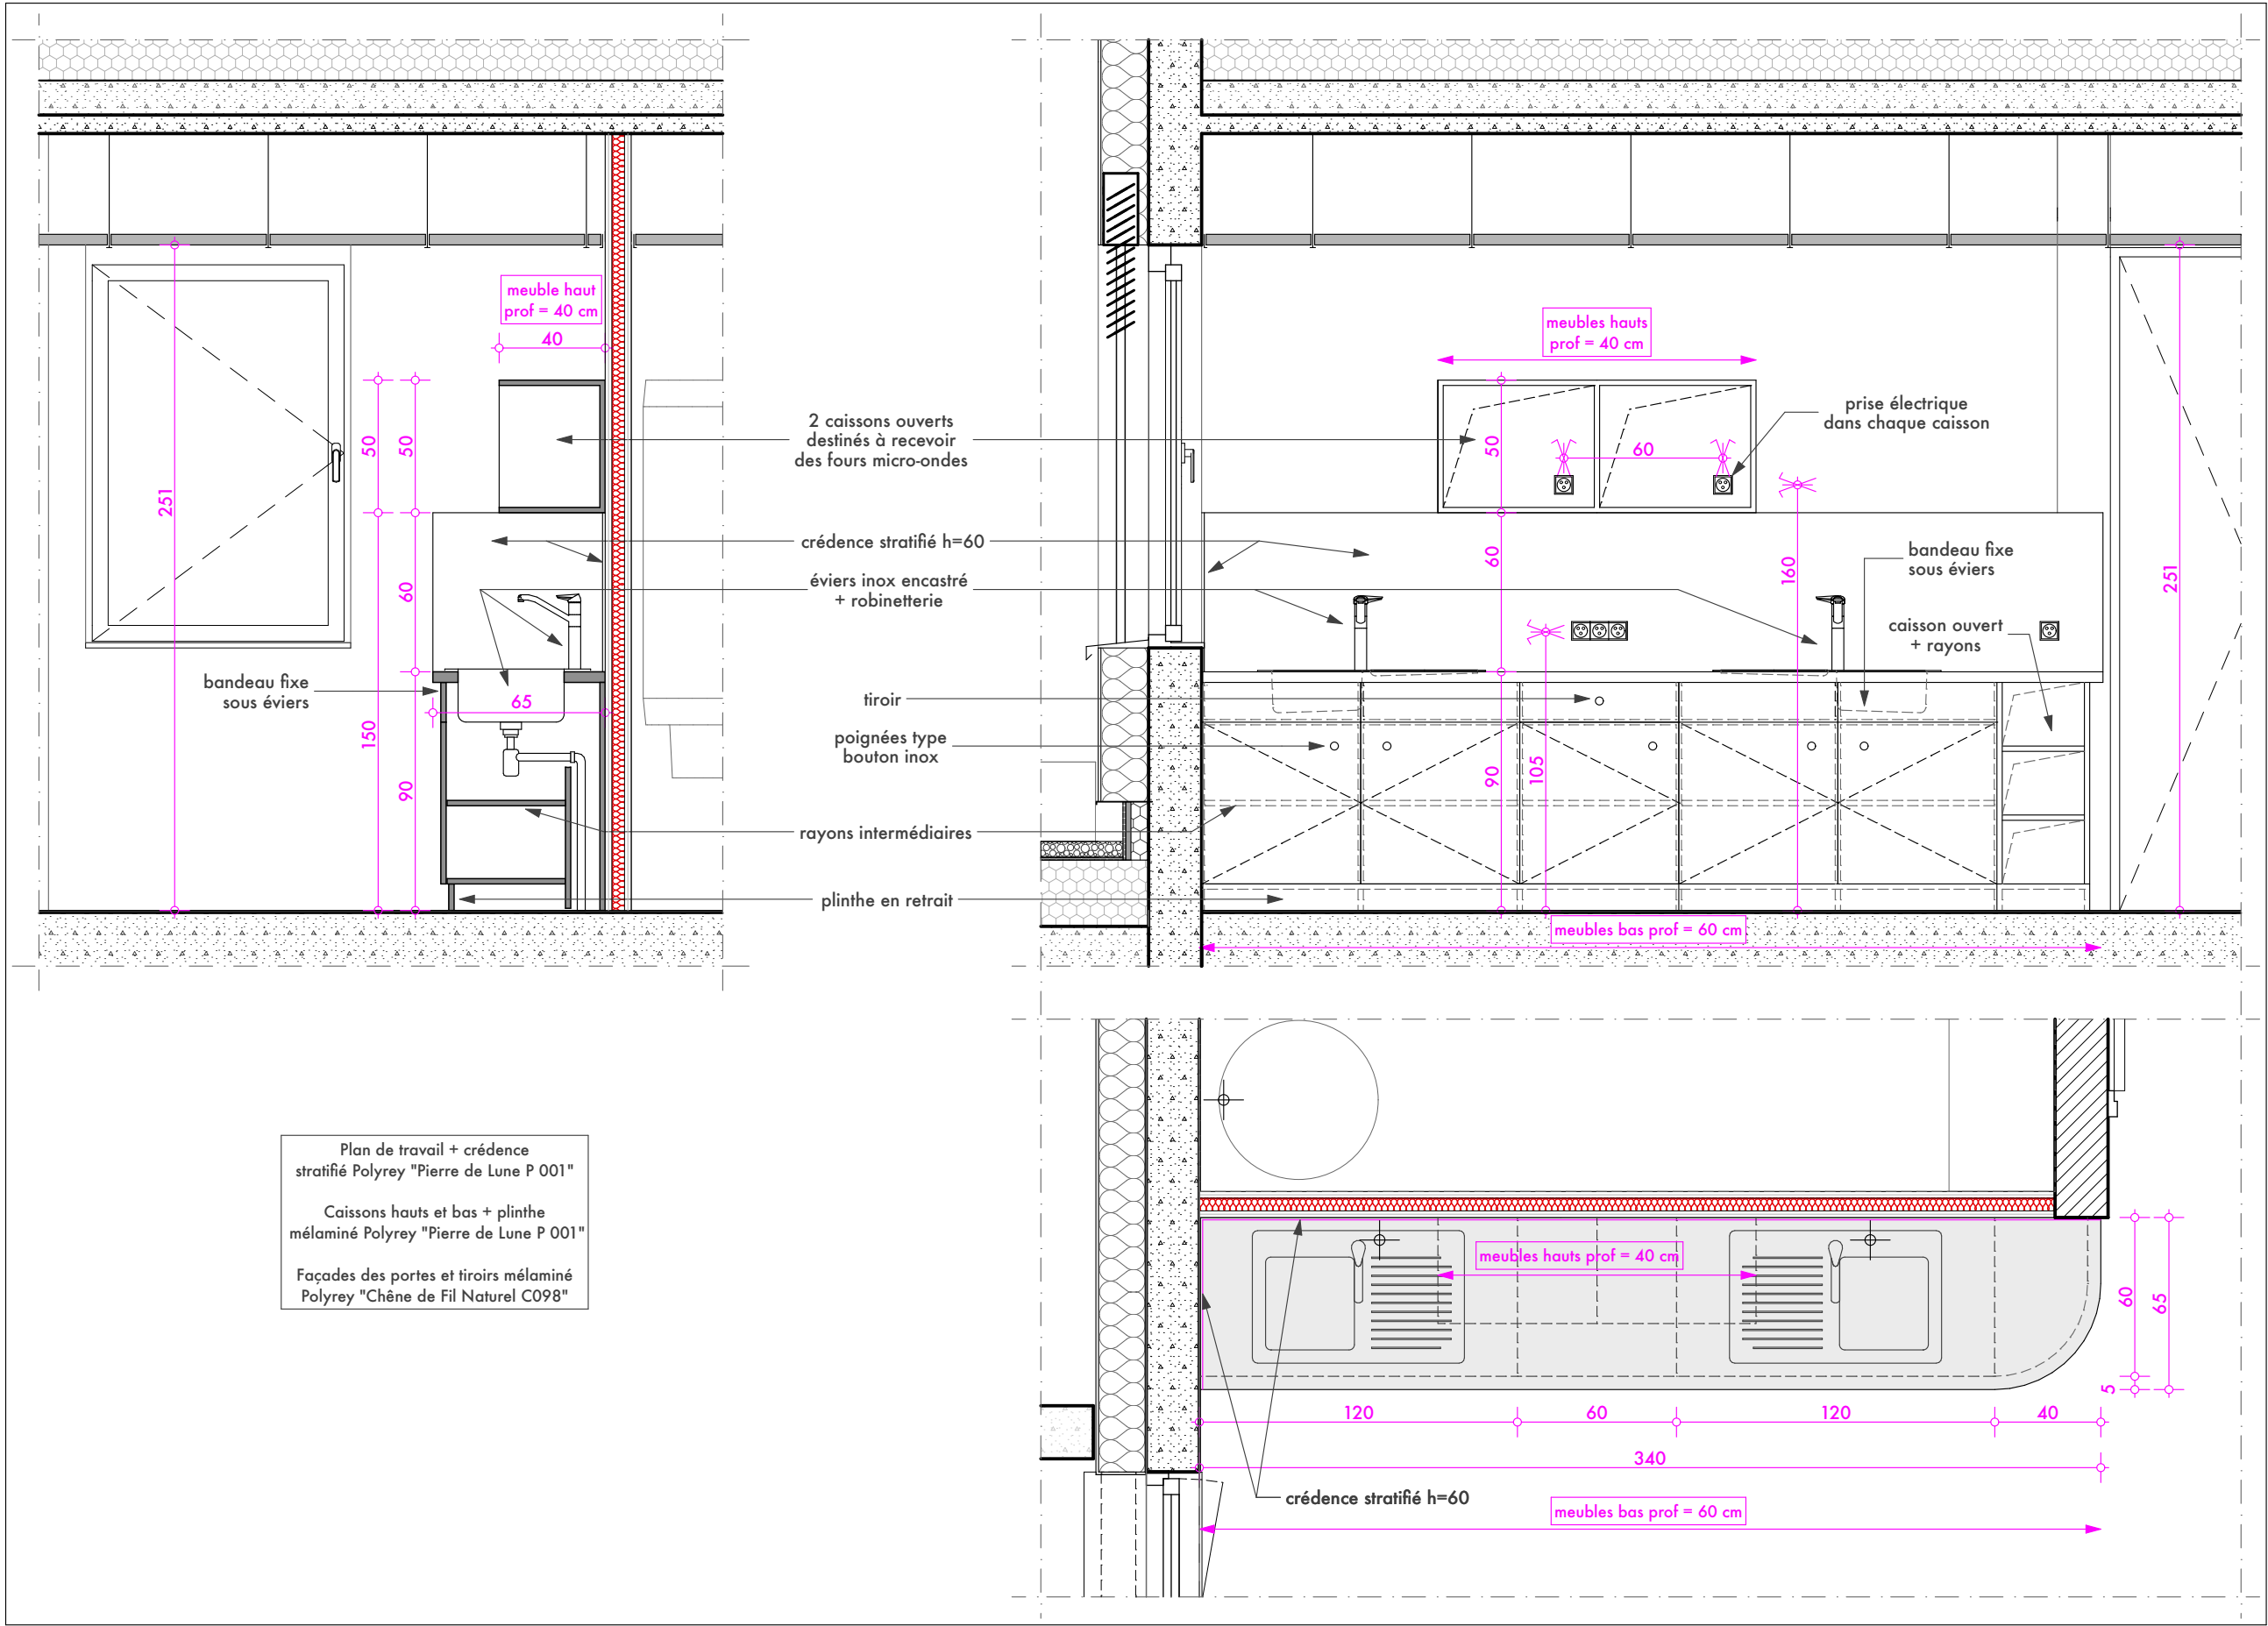 meuble haut
prof = 40 cm
40
50
50
251
60
150
90
65
bandeau fixe
sous éviers
2 caissons ouverts
destinés à recevoir
des fours micro-ondes
crédence stratifié h=60
éviers inox encastré
+ robinetterie
tiroir
poignées type
bouton inox
rayons intermédiaires
plinthe en retrait
meubles hauts
prof = 40 cm
prise électrique
dans chaque caisson
50
60
60
160
251
bandeau fixe
sous éviers
caisson ouvert
+ rayons
90
105
meubles bas prof = 60 cm
Plan de travail + crédence
stratifié Polyrey "Pierre de Lune P 001"
Caissons hauts et bas + plinthe
mélaminé Polyrey "Pierre de Lune P 001"
Façades des portes et tiroirs mélaminé
Polyrey "Chêne de Fil Naturel C098"
meubles hauts prof = 40 cm
60
65
5
120
60
120
40
340
crédence stratifié h=60
meubles bas prof = 60 cm